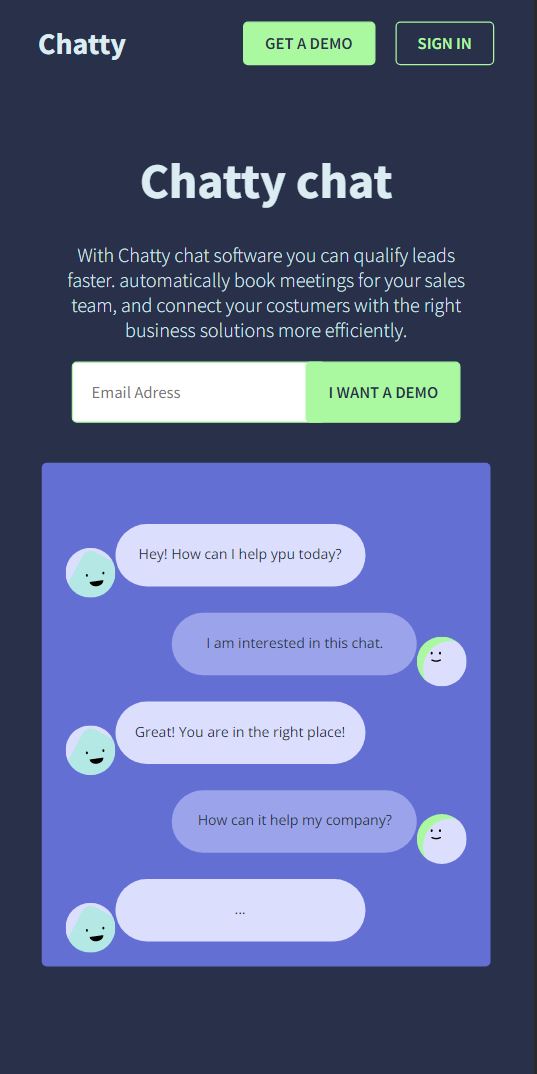 Chatty
GET A DEMO
SIGN IN
Chatty chat
With Chatty chat software you can qualify leads
faster. automatically book meetings for your sales
team, and connect your costumers with the right
business solutions more efficiently.
Email Adress
I WANT A DEMO
Hey! How can I help ypu today?
I am interested in this chat.
Great! You are in the right place!
How can it help my company?
...